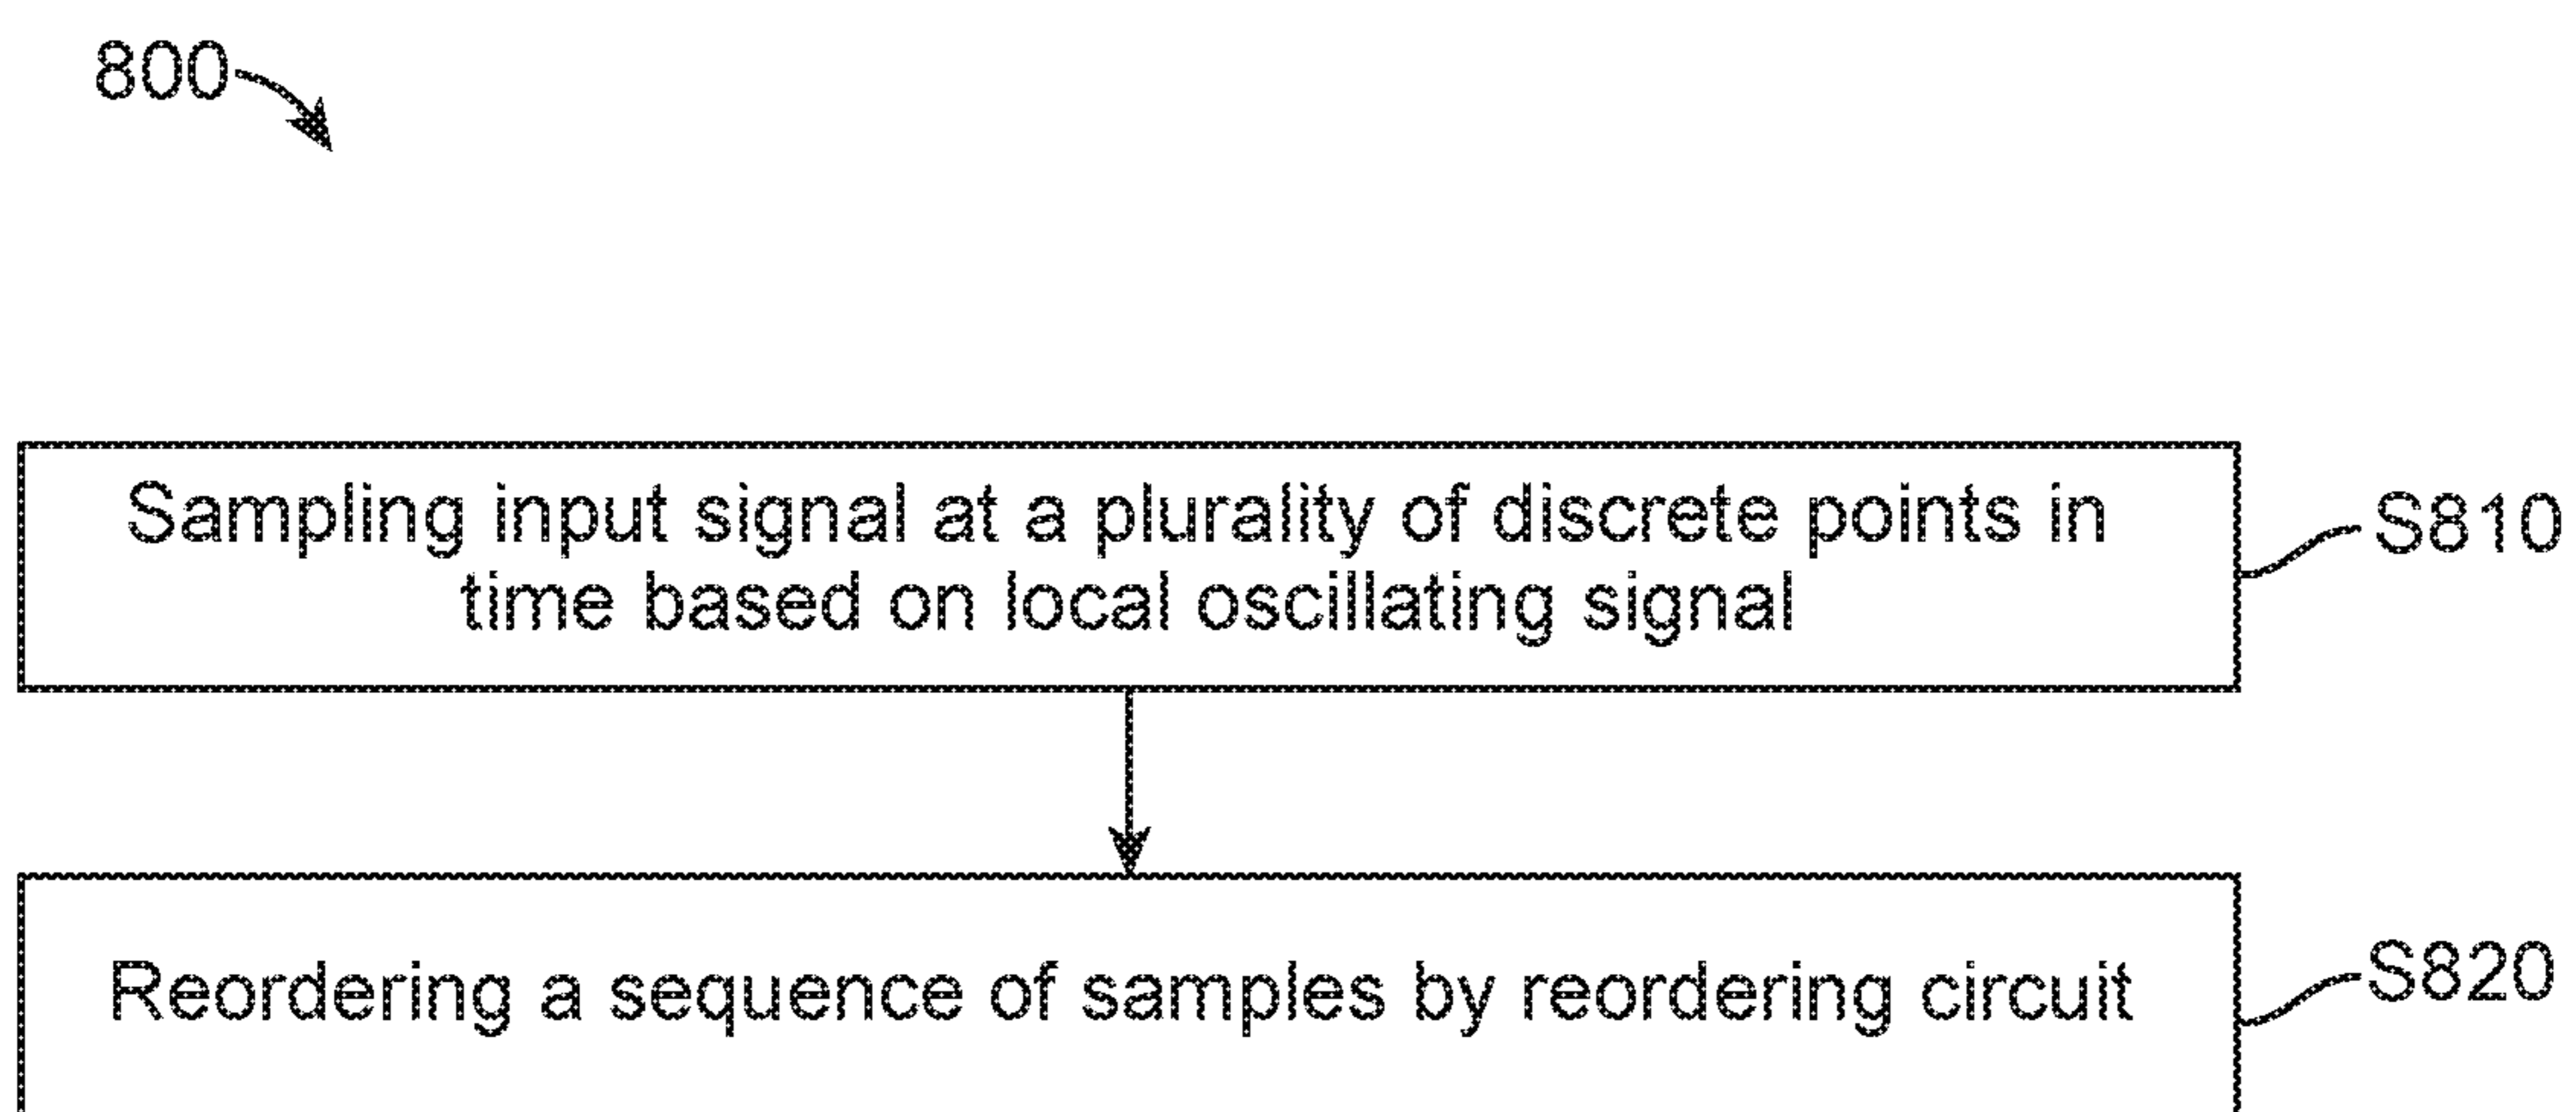 800
Sampling input signal at a plurality of discrete points in
time based on local oscillating signal
S810
Reordering a sequence of samples by reordering circuit
S820